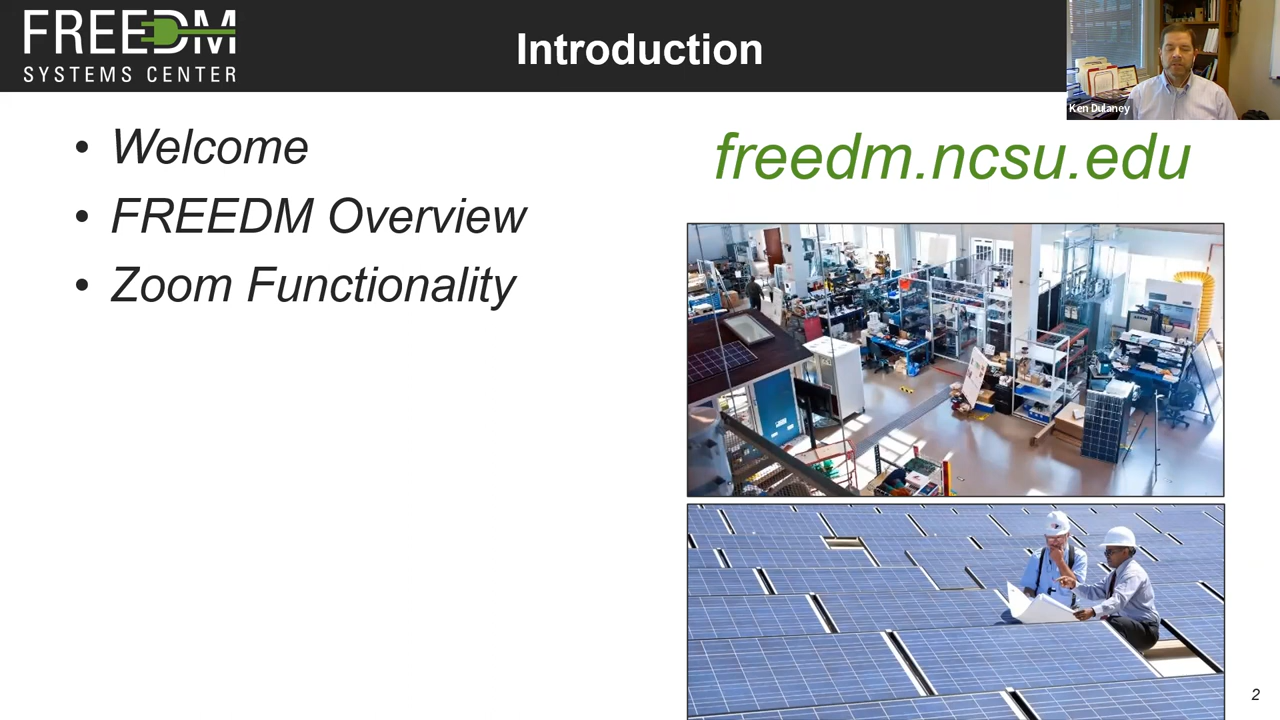 FREEDM
SYSTEMS CENTER
Introduction
Ken Dulaney
• Welcome
• FREEDM Overview
• Zoom Functionality
freedm.ncsu.edu
2